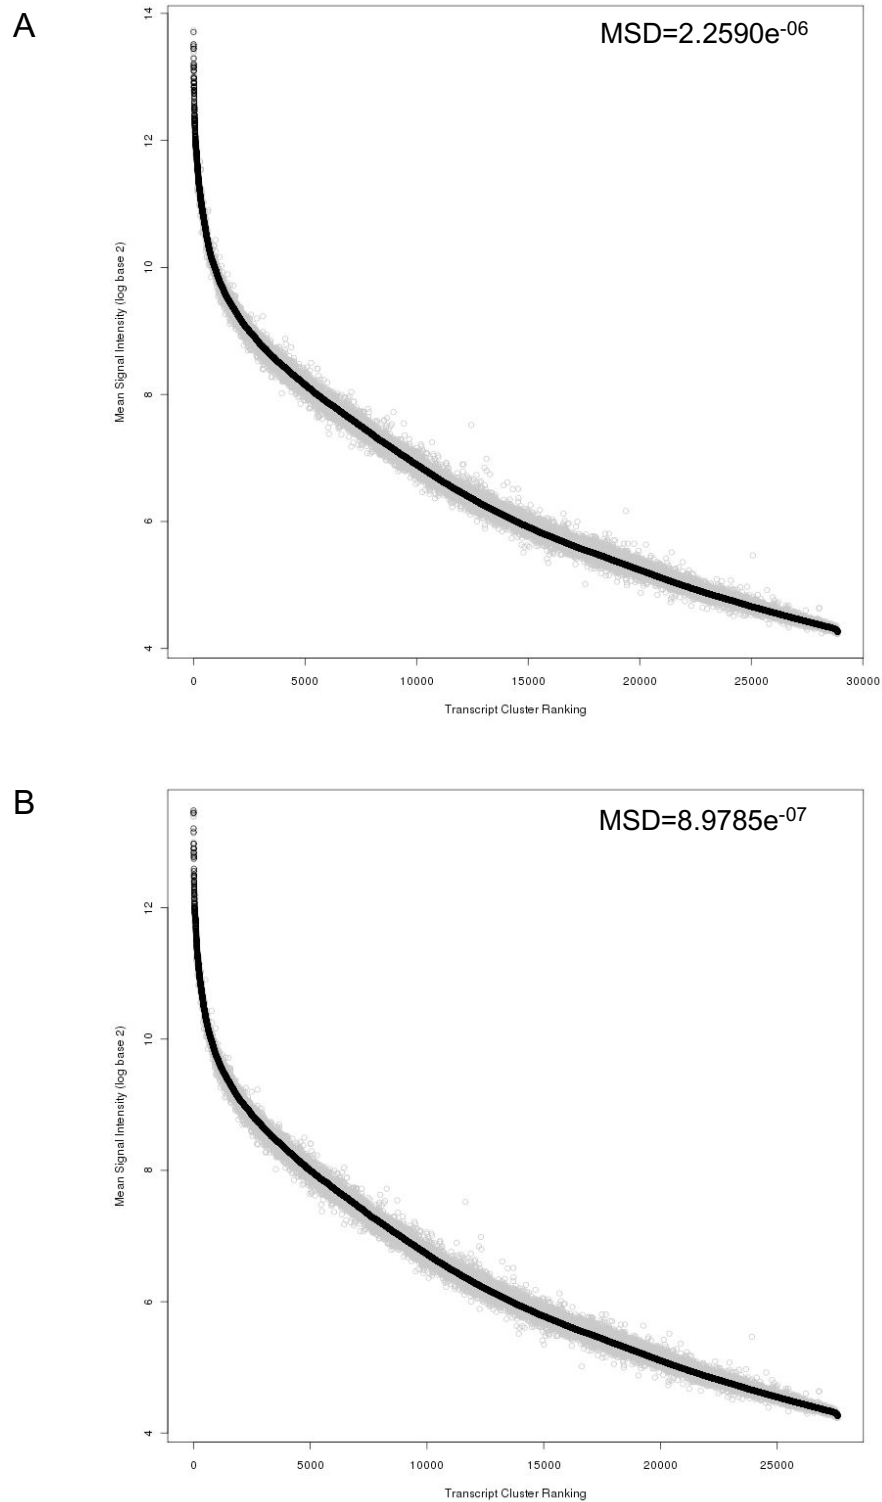 A
MSD=2.2590e-06
14
12
10
8
6
4
Mean Signal Intensity (log base 2)
0 5000 10000 15000 20000 25000 30000
Transcript Cluster Ranking
B
MSD=8.9785e-07
12
10
8
6
4
Mean Signal Intensity (log base 2)
0 5000 10000 15000 20000 25000
Transcript Cluster Ranking